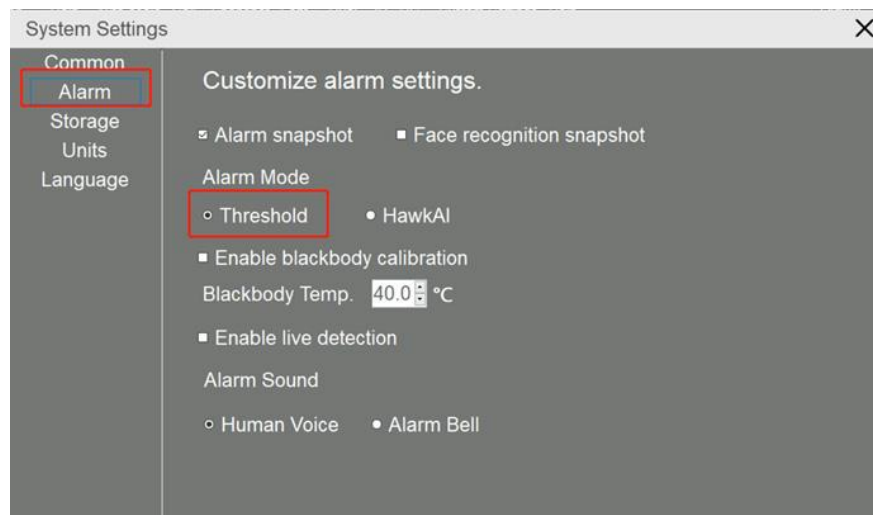 System Settings
Common
Alarm
Storage
Units
Language
Customize alarm settings.
Alarm snapshot Face recognition snapshot
Alarm Mode
Threshold HawkAI
Enable blackbody calibration
Blackbody Temp. 40.0 °C
Enable live detection
Alarm Sound
Human Voice Alarm Bell